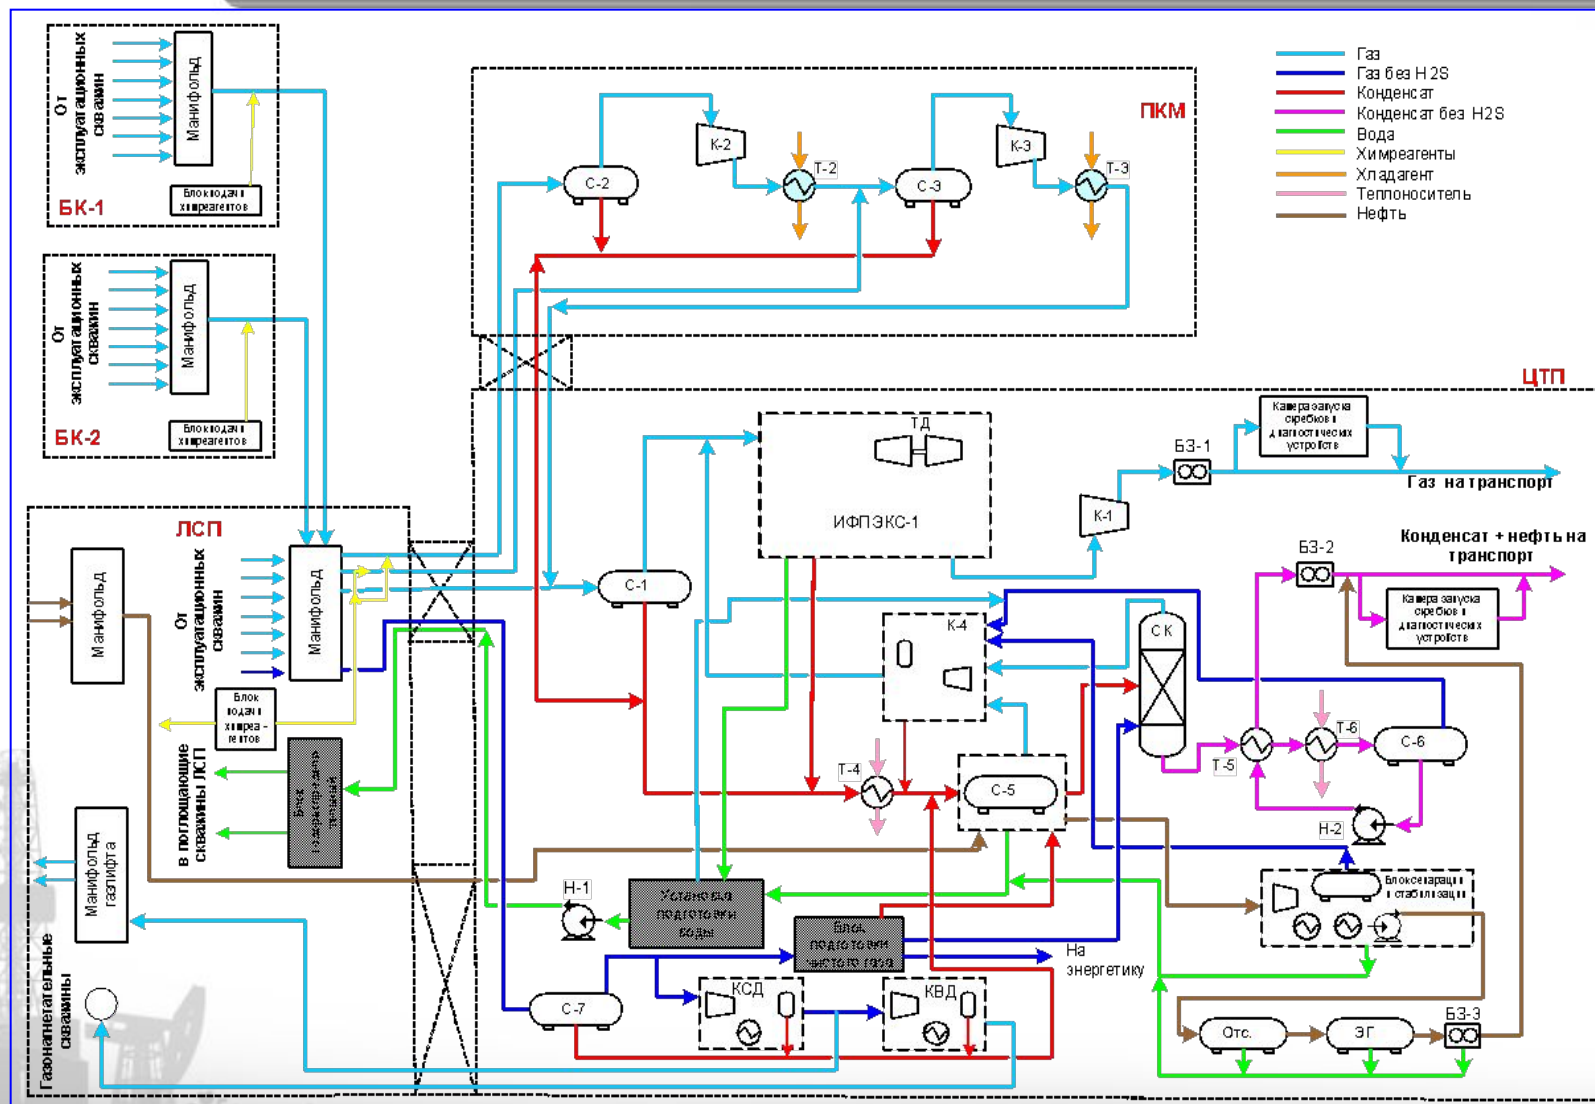 От
эксплуатационных
скважин
Манифольд
Блок подачи
химреагентов
БК-1
От
эксплуатационных
скважин
Манифольд
Блок подачи
химреагентов
БК-2
ПКМ
С-2
К-2
Т-2
С-3
К-3
Т-3
Газ
Газ без H2S
Конденсат
Конденсат без H2S
Вода
Химреагенты
Хладагент
Теплоноситель
Нефть
ЦТП
ТД
ИФПЭКС-1
Камера запуска
скребков и
диагностических
устройств
БЗ-1
К-1
Газ на транспорт
Конденсат + нефть на
транспорт
БЗ-2
Камера запуска
скребков и
диагностических
устройств
ЛСП
Манифольд
От
эксплуатационных
скважин
Манифольд
Блок
подачи
химреа -
гентов
в поглощающие
скважины ЛСП
Блок
Манифольд
газлифта
Газонагнетательные
скважины
С-1
К-4
СК
Т-4
С-5
Т-5
Т-6
С-6
Н-2
Блок сепарации
и стабилизации
Н-1
Установка
подготовки
воды
Блок
подготовки
чистого газа
На
энергетику
С-7
КСД
КВД
Отс.
ЭГ
БЗ-3